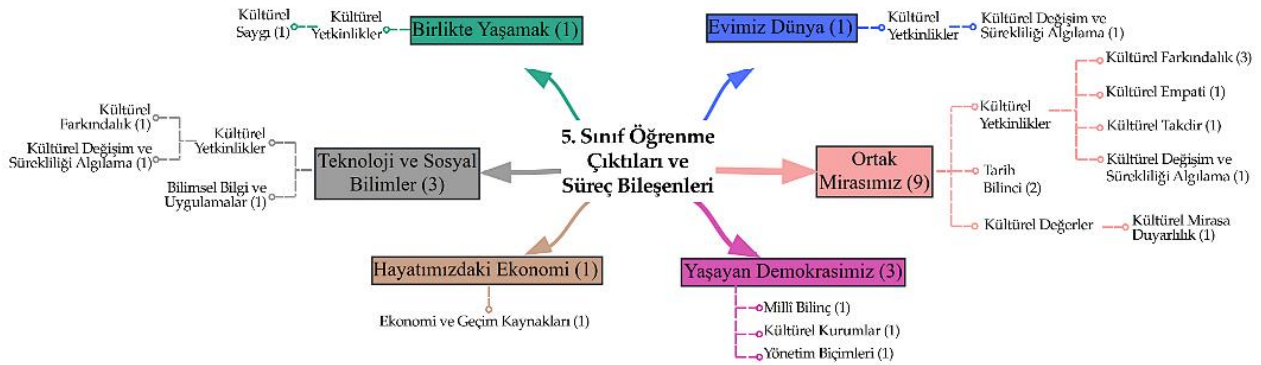 Kültürel
Saygı (1)
Kültürel
Yetkinlikler
Birlikte Yaşamak (1)
Evimiz Dünya (1)
Kültürel
Yetkinlikler
Kültürel Değişim ve
Sürekliliği Algılama (1)
Kültürel
Farkındalık (1)
Kültürel Değişim ve
Sürekliliği Algılama (1)
Kültürel
Yetkinlikler
Bilimsel Bilgi ve
Uygulamalar (1)
Teknoloji ve Sosyal
Bilimler (3)
5. Sınıf Öğrenme
Çıktıları ve
Süreç Bileşenleri
Ortak
Mirasımız (9)
Kültürel
Yetkinlikler
Kültürel Farkındalık (3)
Kültürel Empati (1)
Kültürel Takdir (1)
Kültürel Değişim ve
Sürekliliği Algılama (1)
Tarih
Bilinci (2)
Kültürel Değerler
Kültürel Mirasa
Duyarlılık (1)
Hayatımızdaki Ekonomi (1)
Ekonomi ve Geçim Kaynakları (1)
Yaşayan Demokrasimiz (3)
Millî Bilinç (1)
Kültürel Kurumlar (1)
Yönetim Biçimleri (1)